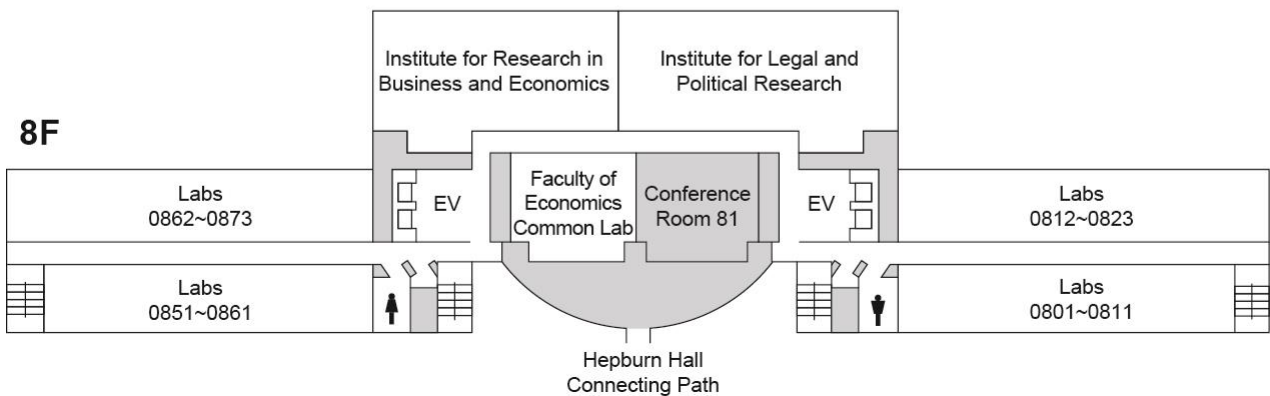 Institute for Research in
Business and Economics
Institute for Legal and
Political Research
8F
Labs
0862~0873
EV
Faculty of
Economics
Common Lab
Conference
Room 81
EV
Labs
0812~0823
Labs
0851~0861
Labs
0801~0811
Hepburn Hall
Connecting Path